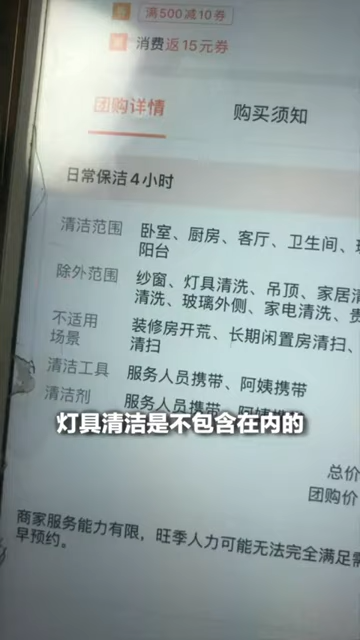 满500减10券
消费返15元券
团购详情
购买须知
日常保洁4小时
清洁范围
卧室、厨房、客厅、卫生间、
阳台
除外范围
纱窗、灯具清洗、吊顶、家居清
清洗、玻璃外侧、家电清洗、贵
不适用
场景
装修房开荒、长期闲置房清扫、
清扫
清洁工具
服务人员携带、阿姨携带
清洁剂
服务人员携带、阿姨携带
灯具清洁是不包含在内的
总价
团购价
商家服务能力有限，旺季人力可能无法完全满足需
早预约。